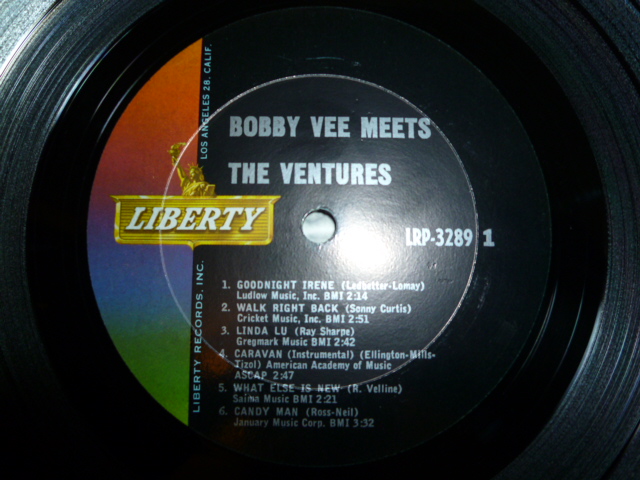 BOBBY VEE MEETS
THE VENTURES
LOS ANGELES 28, CALIF.
LIBERTY
LIBERTY RECORDS, INC.
LRP-3289 1
1. GOODNIGHT IRENE (Ledbetter-Lomay)
Ludlow Music, Inc. BMI 2:14
2. WALK RIGHT BACK (Sonny Curtis)
Cricket Music, Inc. BMI 2:51
3. LINDA LU (Ray Sharpe)
Gregmark Music BMI 2:42
4. CARAVAN (Instrumental) (Ellington-Mills-
Tizol) American Academy of Music
ASCAP 2:47
5. WHAT ELSE IS NEW (R. Velline)
Saima Music BMI 2:21
6. CANDY MAN (Ross-Neil)
January Music Corp. BMI 3:32